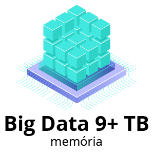 Big Data 9+ TB
memória